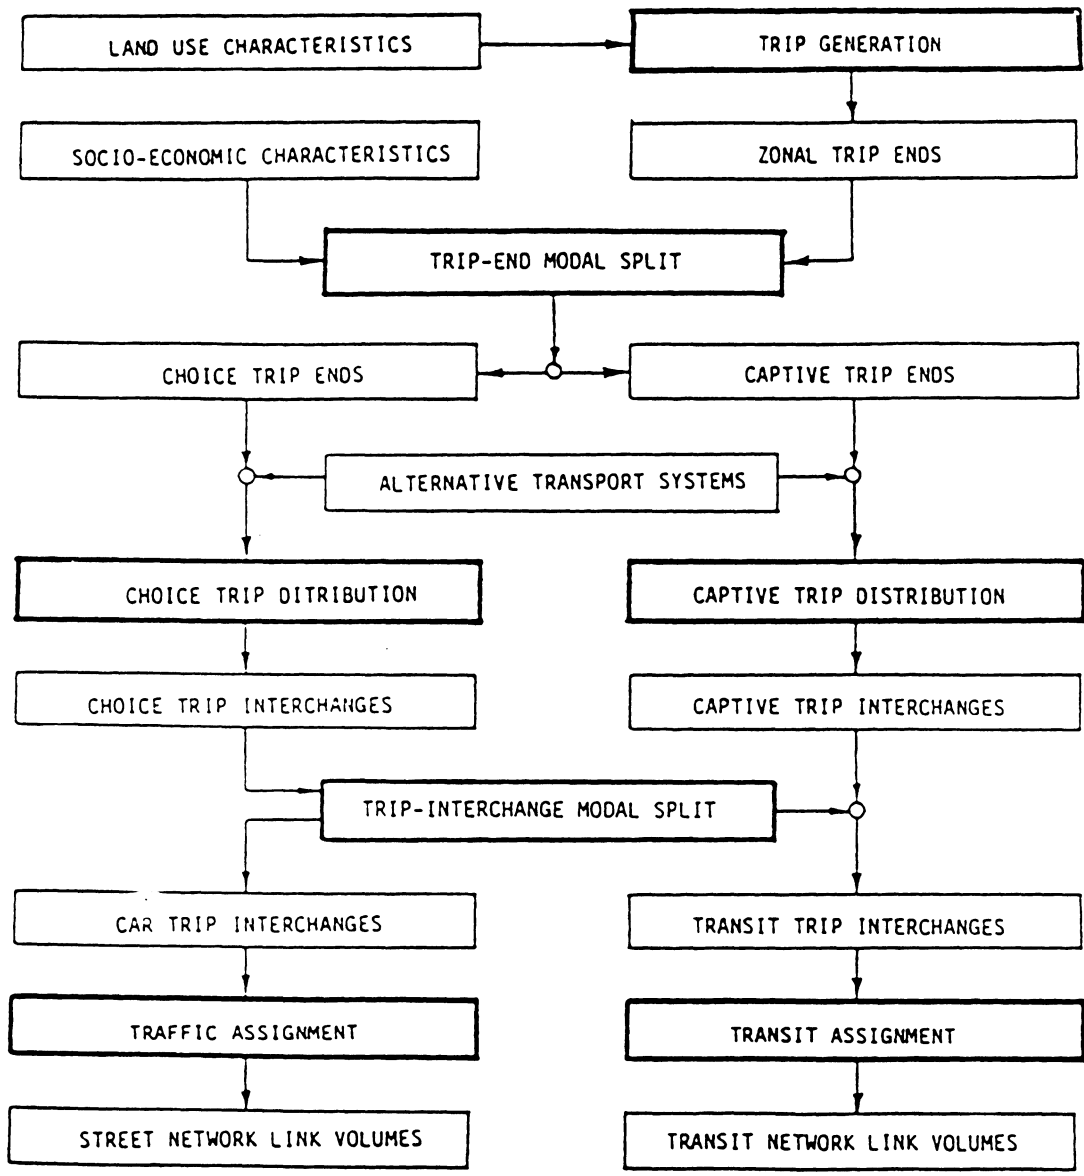 LAND USE CHARACTERISTICS
TRIP GENERATION
SOCIO-ECONOMIC CHARACTERISTICS
ZONAL TRIP ENDS
TRIP-END MODAL SPLIT
CHOICE TRIP ENDS
CAPTIVE TRIP ENDS
ALTERNATIVE TRANSPORT SYSTEMS
CHOICE TRIP DITRIBUTION
CAPTIVE TRIP DISTRIBUTION
CHOICE TRIP INTERCHANGES
CAPTIVE TRIP INTERCHANGES
TRIP-INTERCHANGE MODAL SPLIT
CAR TRIP INTERCHANGES
TRANSIT TRIP INTERCHANGES
TRAFFIC ASSIGNMENT
TRANSIT ASSIGNMENT
STREET NETWORK LINK VOLUMES
TRANSIT NETWORK LINK VOLUMES